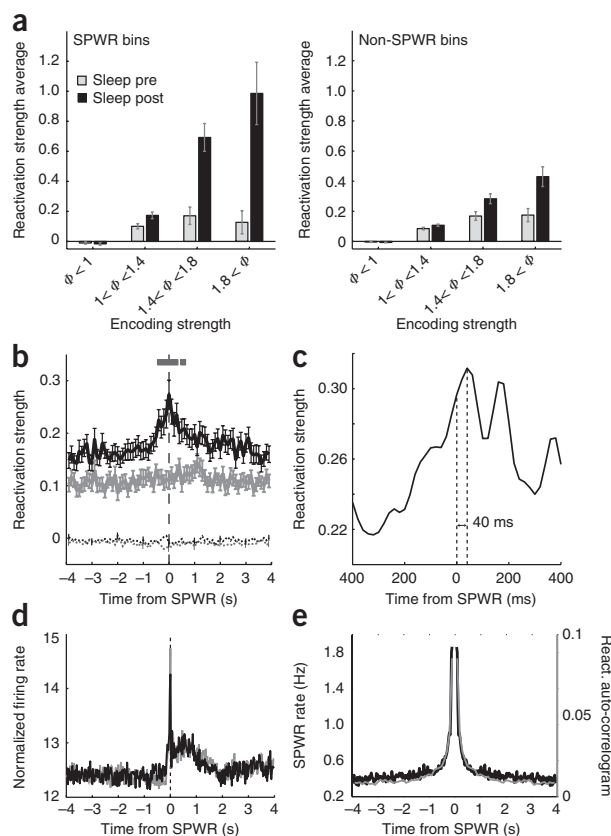 a
SPWR bins
Non-SPWR bins
Sleep pre
Sleep post
Reactivation strength average
1.2
1.0
0.8
0.6
0.4
0.2
0
Φ < 1
1< Φ <1.4
1.4< Φ <1.8
1.8 < Φ
Encoding strength
Reactivation strength average
1.2
1.0
0.8
0.6
0.4
0.2
0
Φ < 1
1< Φ <1.4
1.4< Φ <1.8
1.8 < Φ
Encoding strength
b
Reactivation strength
0.3
0.2
0.1
0
−4 −3 −2 −1 0 1 2 3 4
Time from SPWR (s)
c
Reactivation strength
0.30
0.26
0.22
40 ms
400 200 0 200 400
Time from SPWR (ms)
d
Normalized firing rate
15
14
13
12
−4 −3 −2 −1 0 1 2 3 4
Time from SPWR (s)
e
SPWR rate (Hz)
1.8
1.4
1.0
0.6
0.2
0.1
0.05
0
React. auto-correlogram
−4 −3 −2 −1 0 1 2 3 4
Time from SPWR (s)